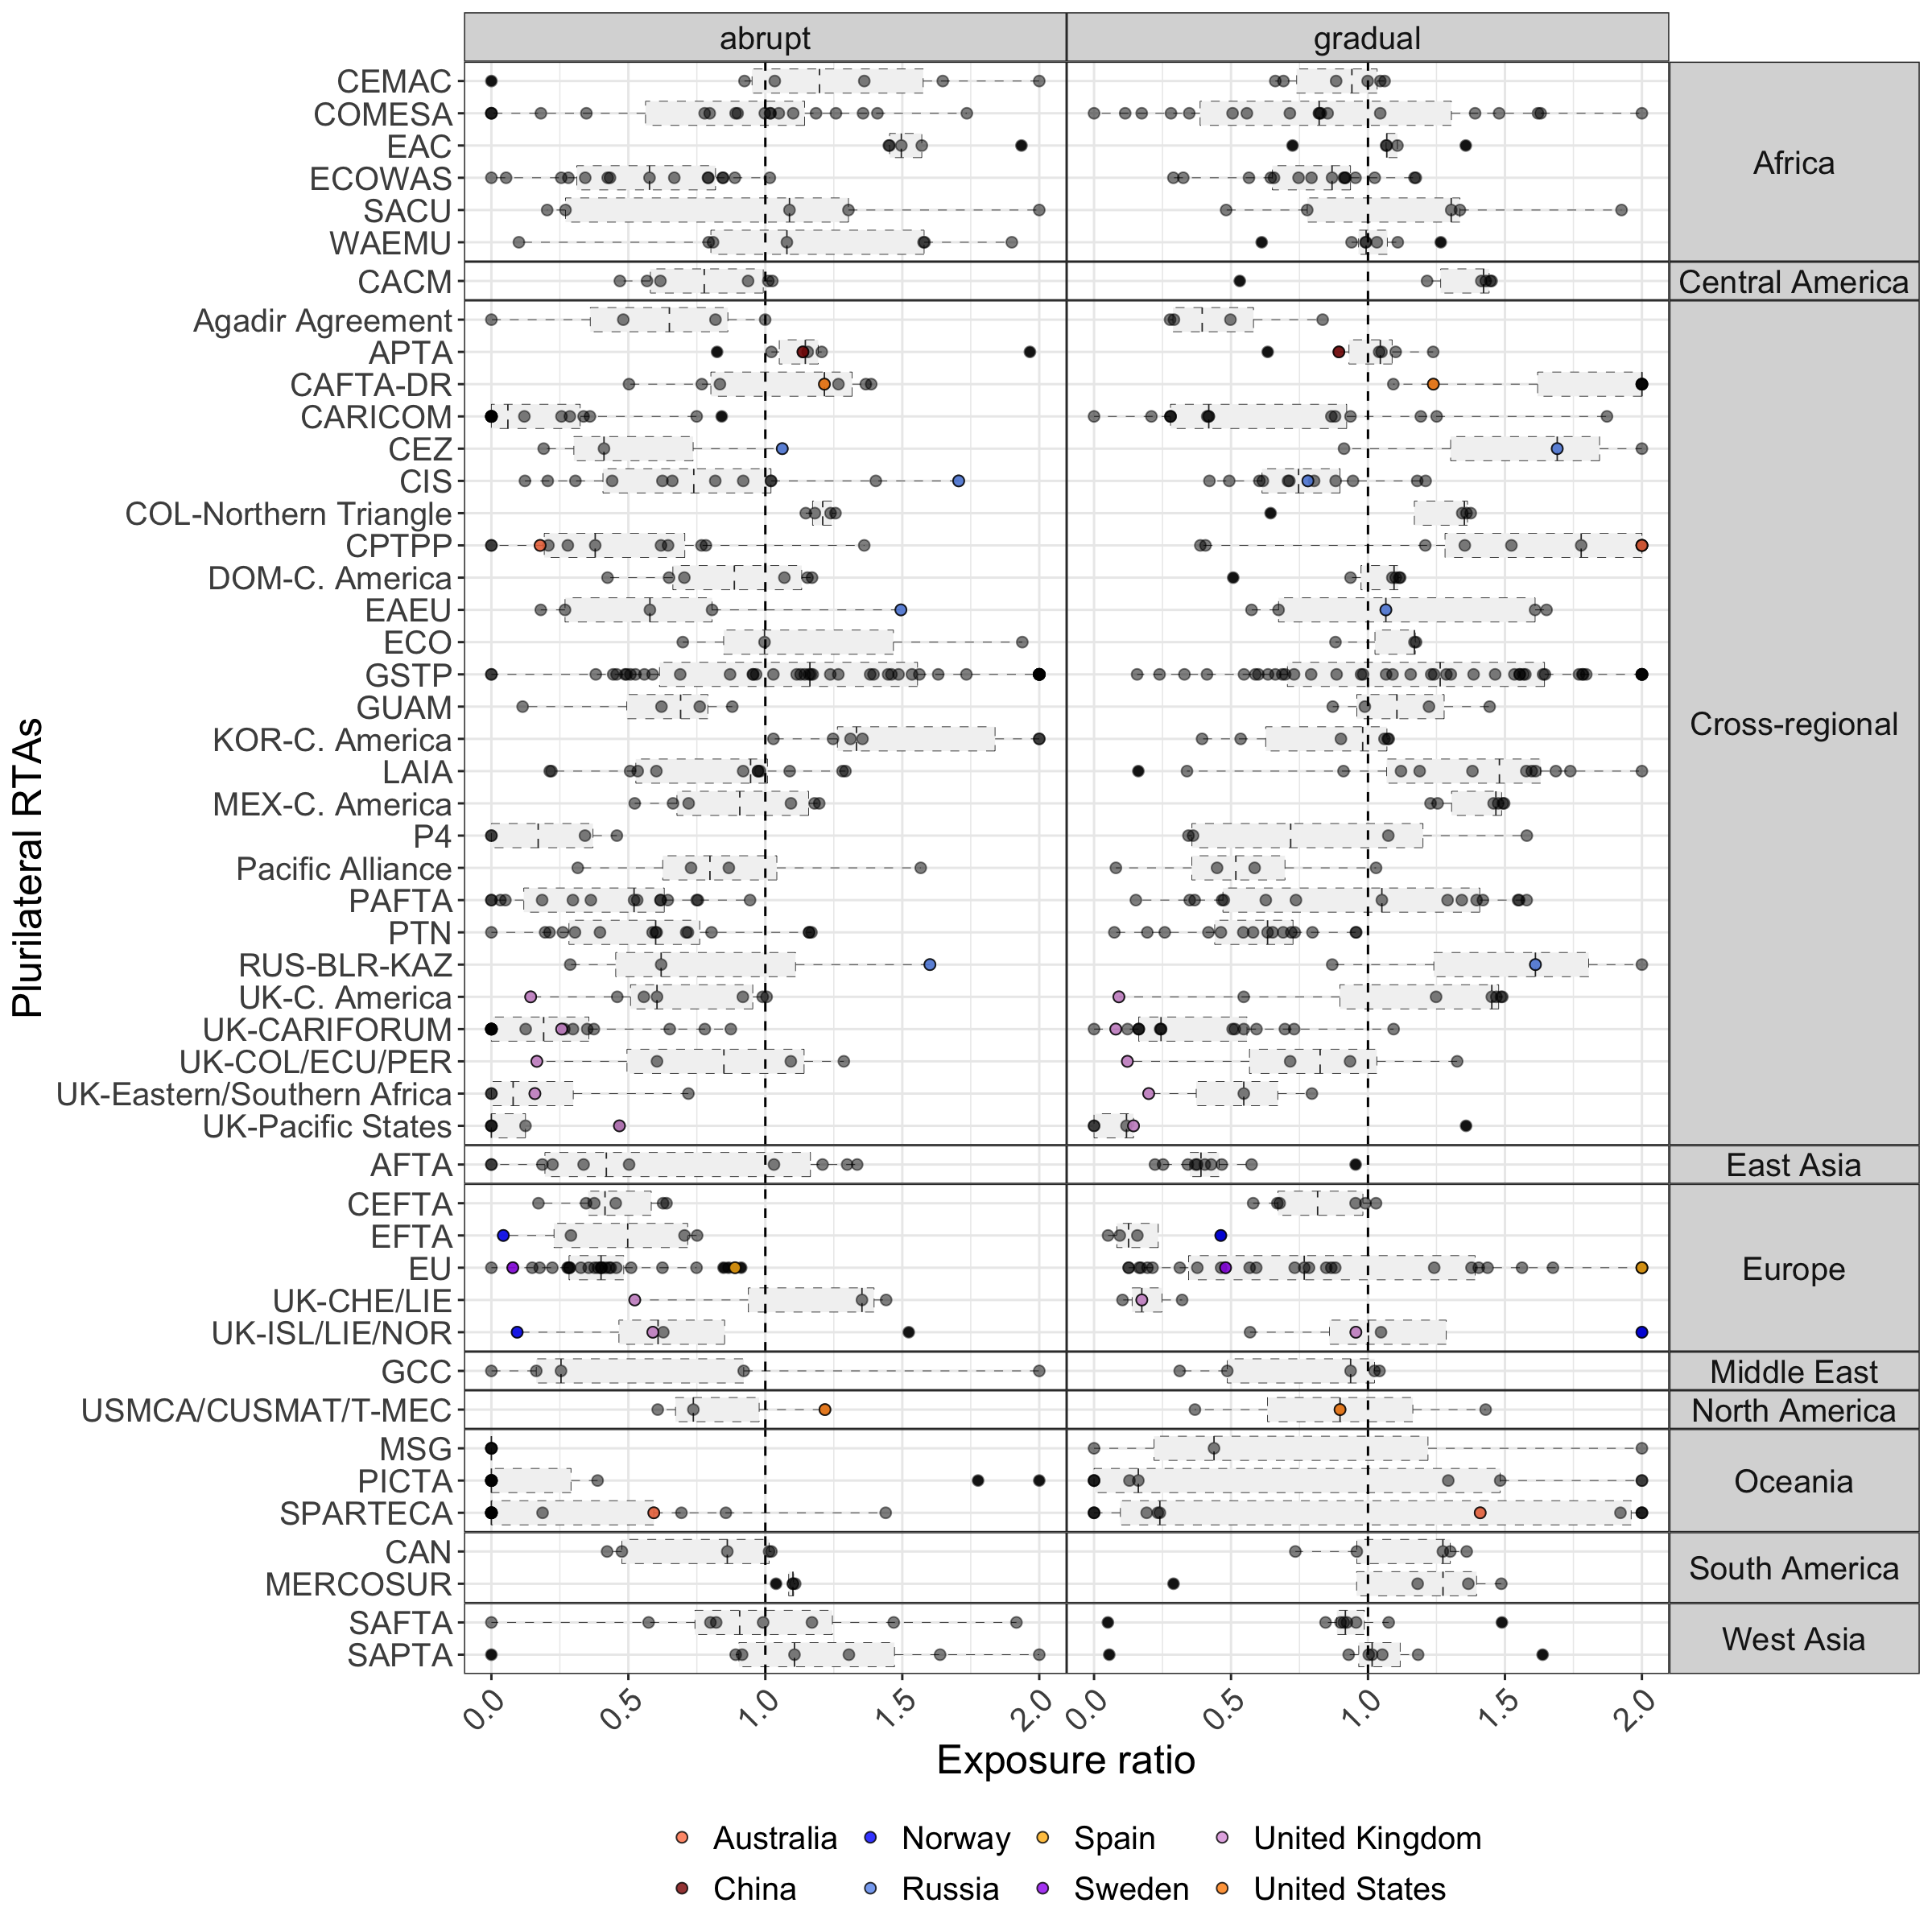 abrupt gradual
CEMAC
COMESA
EAC
ECOWAS
SACU
WAEMU
Africa
CACM
Central America
Agadir Agreement
APTA
CAFTA-DR
CARICOM
CEZ
CIS
COL-Northern Triangle
CPTPP
DOM-C. America
EAEU
ECO
GSTP
GUAM
KOR-C. America
LAIA
MEX-C. America
P4
Pacific Alliance
PAFTA
PTN
RUS-BLR-KAZ
UK-C. America
UK-CARIFORUM
UK-COL/ECU/PER
UK-Eastern/Southern Africa
UK-Pacific States
Cross-regional
AFTA
East Asia
CEFTA
EFTA
EU
UK-CHE/LIE
UK-ISL/LIE/NOR
Europe
GCC
Middle East
USMCA/CUSMAT/T-MEC
North America
MSG
PICTA
SPARTECA
Oceania
CAN
MERCOSUR
South America
SAFTA
SAPTA
West Asia
Plurilateral RTAs
0.0 0.5 1.0 1.5 2.0 0.0 0.5 1.0 1.5 2.0
Exposure ratio
Australia Norway Spain United Kingdom
China Russia Sweden United States